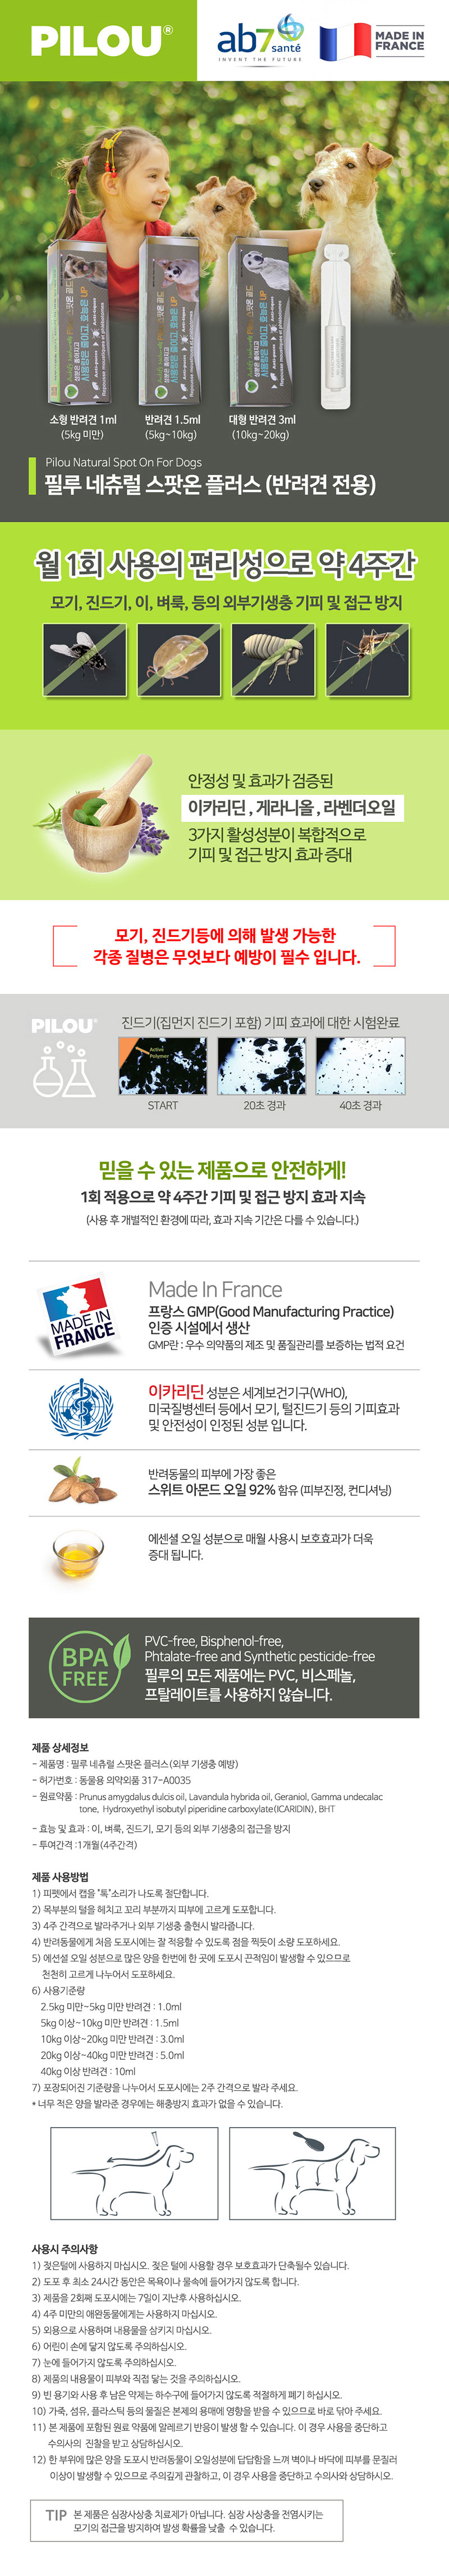 PILOU®
ab7
santé
INVENT THE FUTURE
MADE IN
FRANCE
소형 반려견 1ml
(5kg 미만)
반려견 1.5ml
(5kg~10kg)
대형 반려견 3ml
(10kg~20kg)
Pilou Natural Spot On For Dogs
필루 네츄럴 스팟온 플러스 (반려견 전용)
월 1회 사용의 편리성으로 약 4주간
모기, 진드기, 이, 벼룩, 등의 외부기생충 기피 및 접근 방지
안정성 및 효과가 검증된
이카리딘 , 게라니올 , 라벤더오일
3가지 활성성분이 복합적으로
기피 및 접근 방지 효과 증대
모기, 진드기등에 의해 발생 가능한
각종 질병은 무엇보다 예방이 필수 입니다.
PILOU®
진드기(집먼지 진드기 포함) 기피 효과에 대한 시험완료
Active
Polymer
START
20초 경과
40초 경과
믿을 수 있는 제품으로 안전하게!
1회 적용으로 약 4주간 기피 및 접근 방지 효과 지속
(사용 후 개별적인 환경에 따라, 효과 지속 기간은 다를 수 있습니다.)
MADE IN
FRANCE
Made In France
프랑스 GMP(Good Manufacturing Practice)
인증 시설에서 생산
GMP란 : 우수 의약품의 제조 및 품질관리를 보증하는 법적 요건
이카리딘 성분은 세계보건기구(WHO),
미국질병센터 등에서 모기, 털진드기 등의 기피효과
및 안전성이 인정된 성분 입니다.
반려동물의 피부에 가장 좋은
스위트 아몬드 오일 92% 함유 (피부진정, 컨디셔닝)
에센셜 오일 성분으로 매월 사용시 보호효과가 더욱
증대 됩니다.
BPA
FREE
PVC-free, Bisphenol-free,
Phtalate-free and Synthetic pesticide-free
필루의 모든 제품에는 PVC, 비스페놀,
프탈레이트를 사용하지 않습니다.
제품 상세정보
- 제품명 : 필루 네츄럴 스팟온 플러스(외부 기생충 예방)
- 허가번호 : 동물용 의약외품 317-A0035
- 원료약품 : Prunus amygdalus dulcis oil, Lavandula hybrida oil, Geraniol, Gamma undecalac
tone, Hydroxyethyl isobutyl piperidine carboxylate(ICARIDIN), BHT
- 효능 및 효과 : 이, 벼룩, 진드기, 모기 등의 외부 기생충의 접근을 방지
- 투여간격 :1개월(4주간격)
제품 사용방법
1) 피펫에서 캡을 "톡"소리가 나도록 절단합니다.
2) 목부분의 털을 헤치고 꼬리 부분까지 피부에 고르게 도포합니다.
3) 4주 간격으로 발라주거나 외부 기생충 출현시 발라줍니다.
4) 반려동물에게 처음 도포시에는 잘 적응할 수 있도록 점을 찍듯이 소량 도포하세요.
5) 에션셜 오일 성분으로 많은 양을 한번에 한 곳에 도포시 끈적임이 발생할 수 있으므로
천천히 고르게 나누어서 도포하세요.
6) 사용기준량
2.5kg 미만~5kg 미만 반려견 : 1.0ml
5kg 이상~10kg 미만 반려견 : 1.5ml
10kg 이상~20kg 미만 반려견 : 3.0ml
20kg 이상~40kg 미만 반려견 : 5.0ml
40kg 이상 반려견 : 10ml
7) 포장되어진 기준량을 나누어서 도포시에는 2주 간격으로 발라 주세요.
* 너무 적은 양을 발라준 경우에는 해충방지 효과가 없을 수 있습니다.
사용시 주의사항
1) 젖은털에 사용하지 마십시오. 젖은 털에 사용할 경우 보호효과가 단축될수 있습니다.
2) 도포 후 최소 24시간 동안은 목욕이나 물속에 들어가지 않도록 합니다.
3) 제품을 2회째 도포시에는 7일이 지난후 사용하십시오.
4) 4주 미만의 애완동물에게는 사용하지 마십시오.
5) 외용으로 사용하며 내용물을 삼키지 마십시오.
6) 어린이 손에 닿지 않도록 주의하십시오.
7) 눈에 들어가지 않도록 주의하십시오.
8) 제품의 내용물이 피부와 직접 닿는 것을 주의하십시오.
9) 빈 용기와 사용 후 남은 약제는 하수구에 들어가지 않도록 적절하게 폐기 하십시오.
10) 가죽, 섬유, 플라스틱 등의 물질은 본제의 용매에 영향을 받을 수 있으므로 바로 닦아 주세요.
11) 본 제품에 포함된 원료 약품에 알레르기 반응이 발생 할 수 있습니다. 이 경우 사용을 중단하고
수의사의 진찰을 받고 상담하십시오.
12) 한 부위에 많은 양을 도포시 반려동물이 오일성분에 답답함을 느껴 벽이나 바닥에 피부를 문질러
이상이 발생할 수 있으므로 주의깊게 관찰하고, 이 경우 사용을 중단하고 수의사와 상담하시오.
TIP 본 제품은 심장사상충 치료제가 아닙니다. 심장 사상충을 전염시키는
모기의 접근을 방지하여 발생 확률을 낮출 수 있습니다.